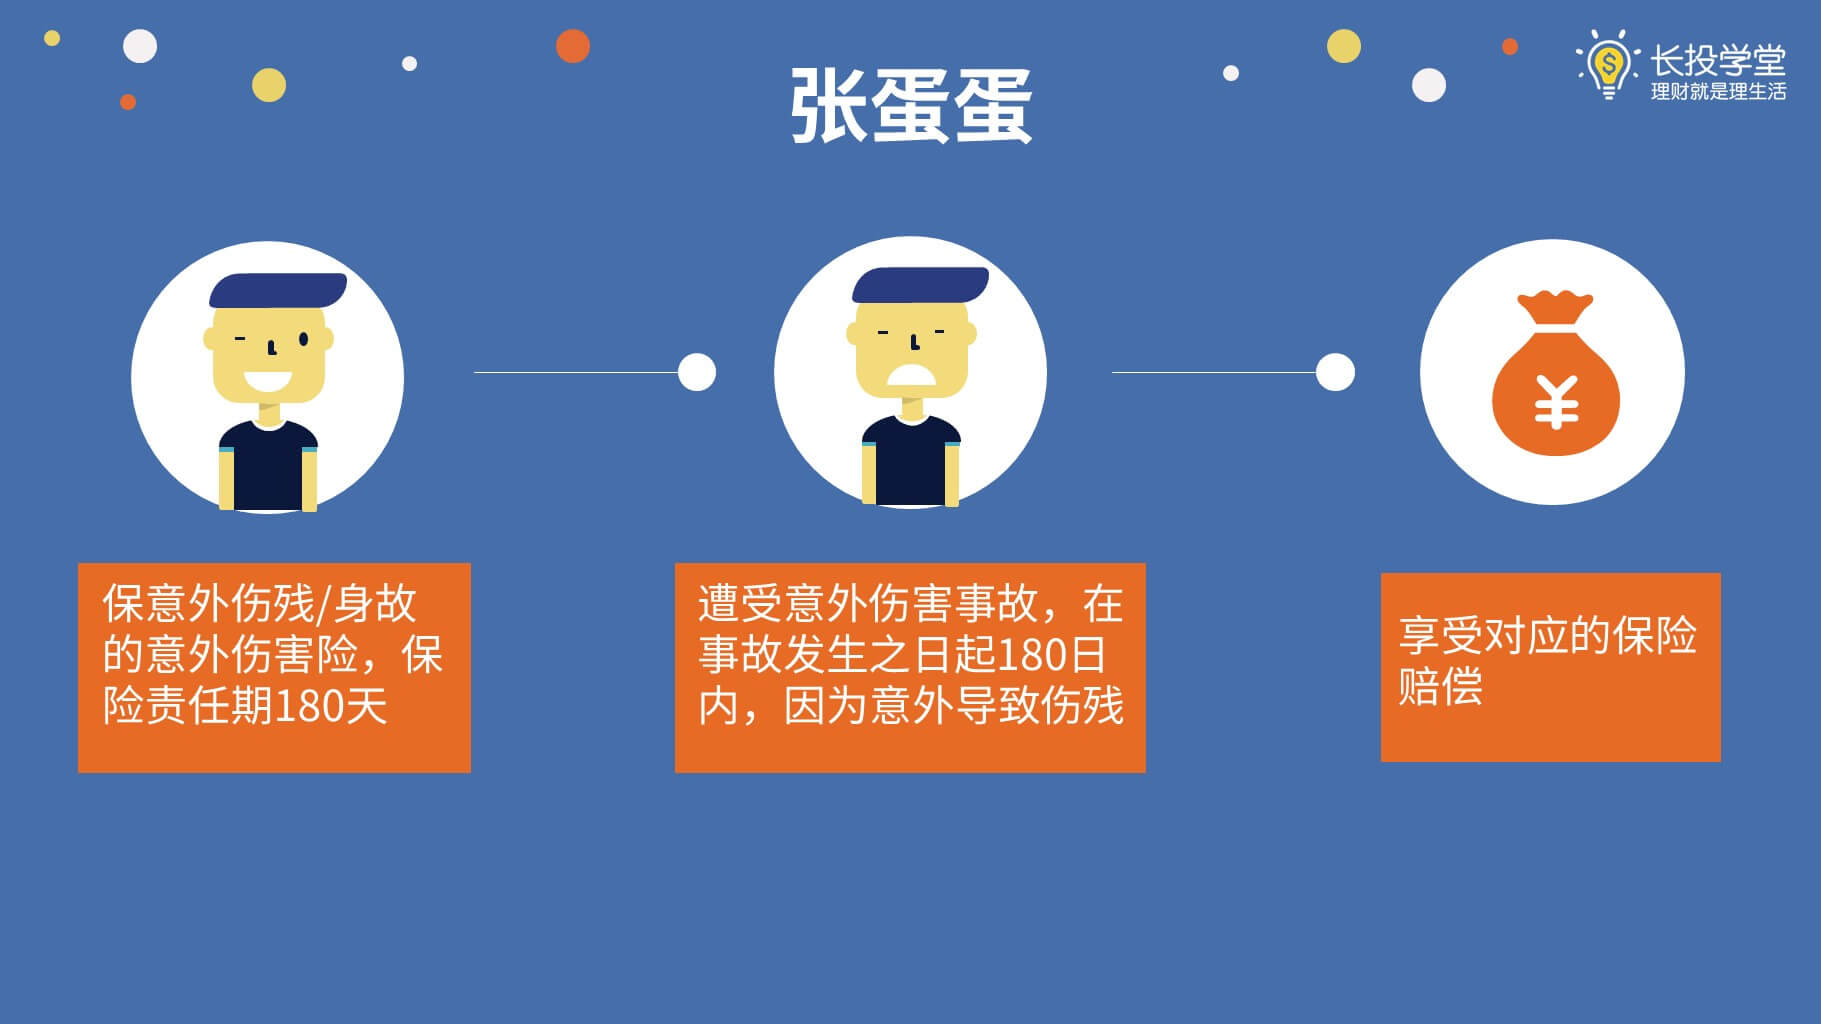 长投学堂
理财就是理生活
张蛋蛋
保意外伤残/身故
的意外伤害险，保
险责任期180天
遭受意外伤害事故，在
事故发生之日起180日
内，因为意外导致伤残
享受对应的保险
赔偿